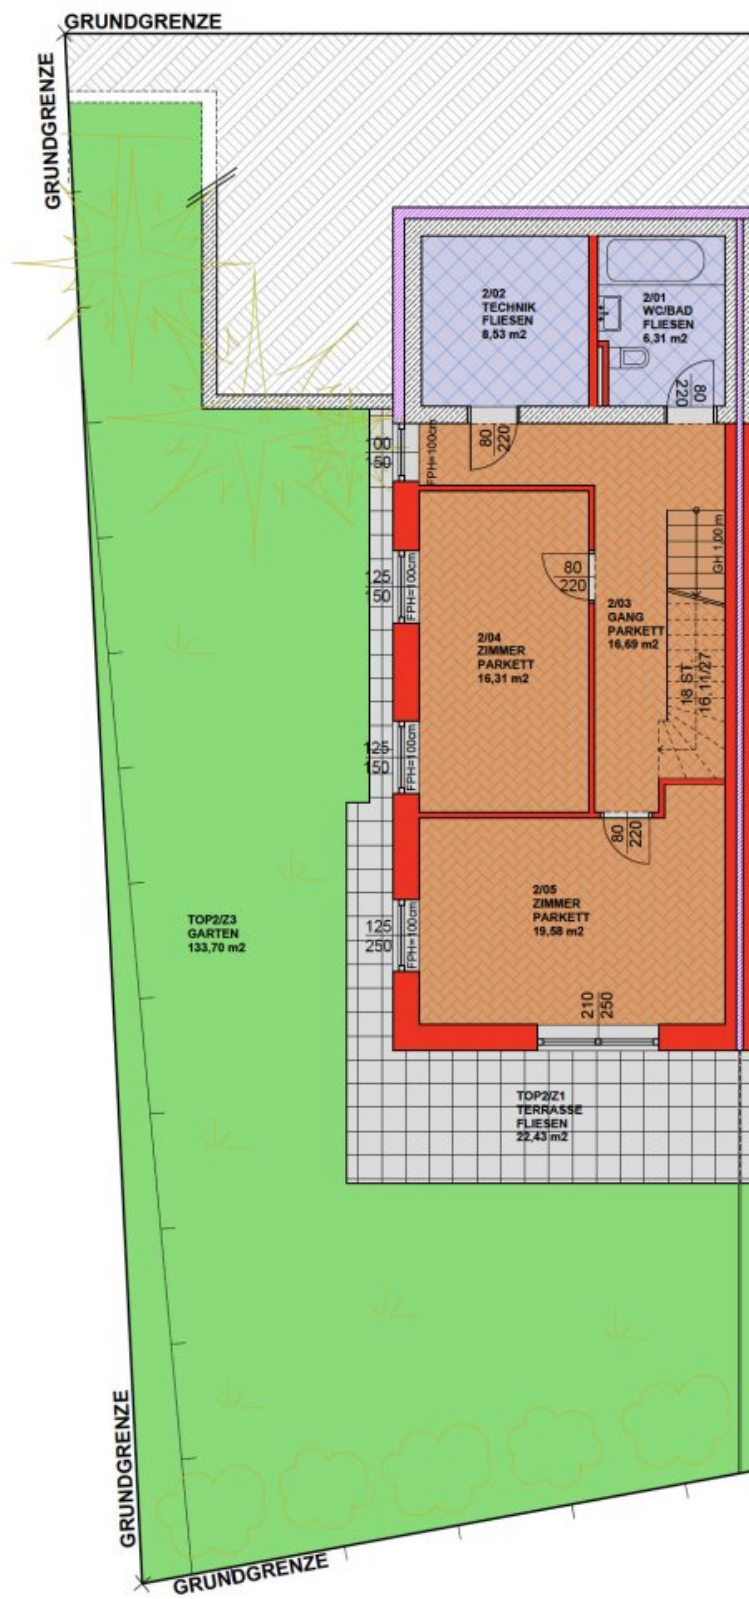 GRUNDGRENZE
GRUNDGRENZE
2/02
TECHNIK
FLIESEN
8,53 m2
2/01
WC/BAD
FLIESEN
6,31 m2
80
220
80
220
100
150
FPH=100cm
GH 1,00 m
125
150
FPH=100cm
80
220
2/03
GANG
PARKETT
16,69 m2
2/04
ZIMMER
PARKETT
16,31 m2
18 ST
16,11/27
125
150
FPH=100cm
80
220
2/05
ZIMMER
PARKETT
19,58 m2
TOP2/Z3
GARTEN
133,70 m2
125
250
FPH=100cm
210
250
TOP2/Z1
TERRASSE
FLIESEN
22,43 m2
GRUNDGRENZE
GRUNDGRENZE